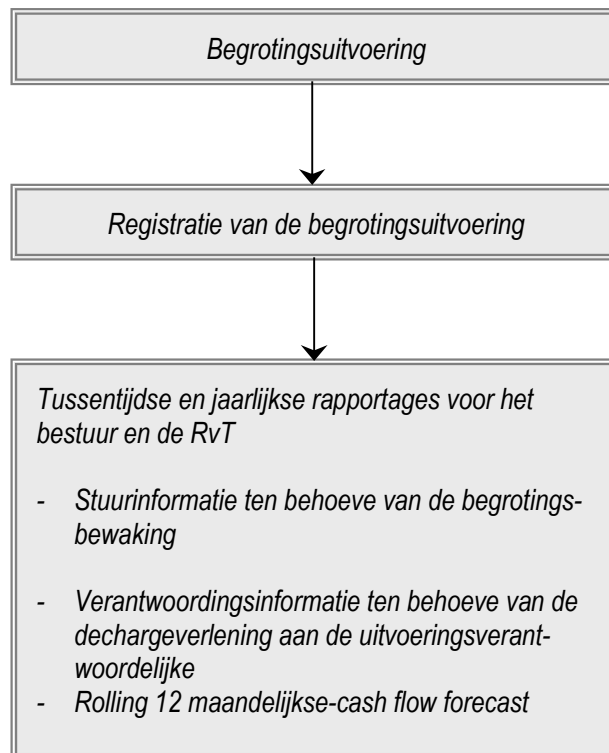 Begrotingsuitvoering
Registratie van de begrotingsuitvoering
Tussentijdse en jaarlijkse rapportages voor het
bestuur en de RvT
- Stuurinformatie ten behoeve van de begrotings-
bewaking
- Verantwoordingsinformatie ten behoeve van de
dechargeverlening aan de uitvoeringsverant-
woordelijke
- Rolling 12 maandelijkse-cash flow forecast